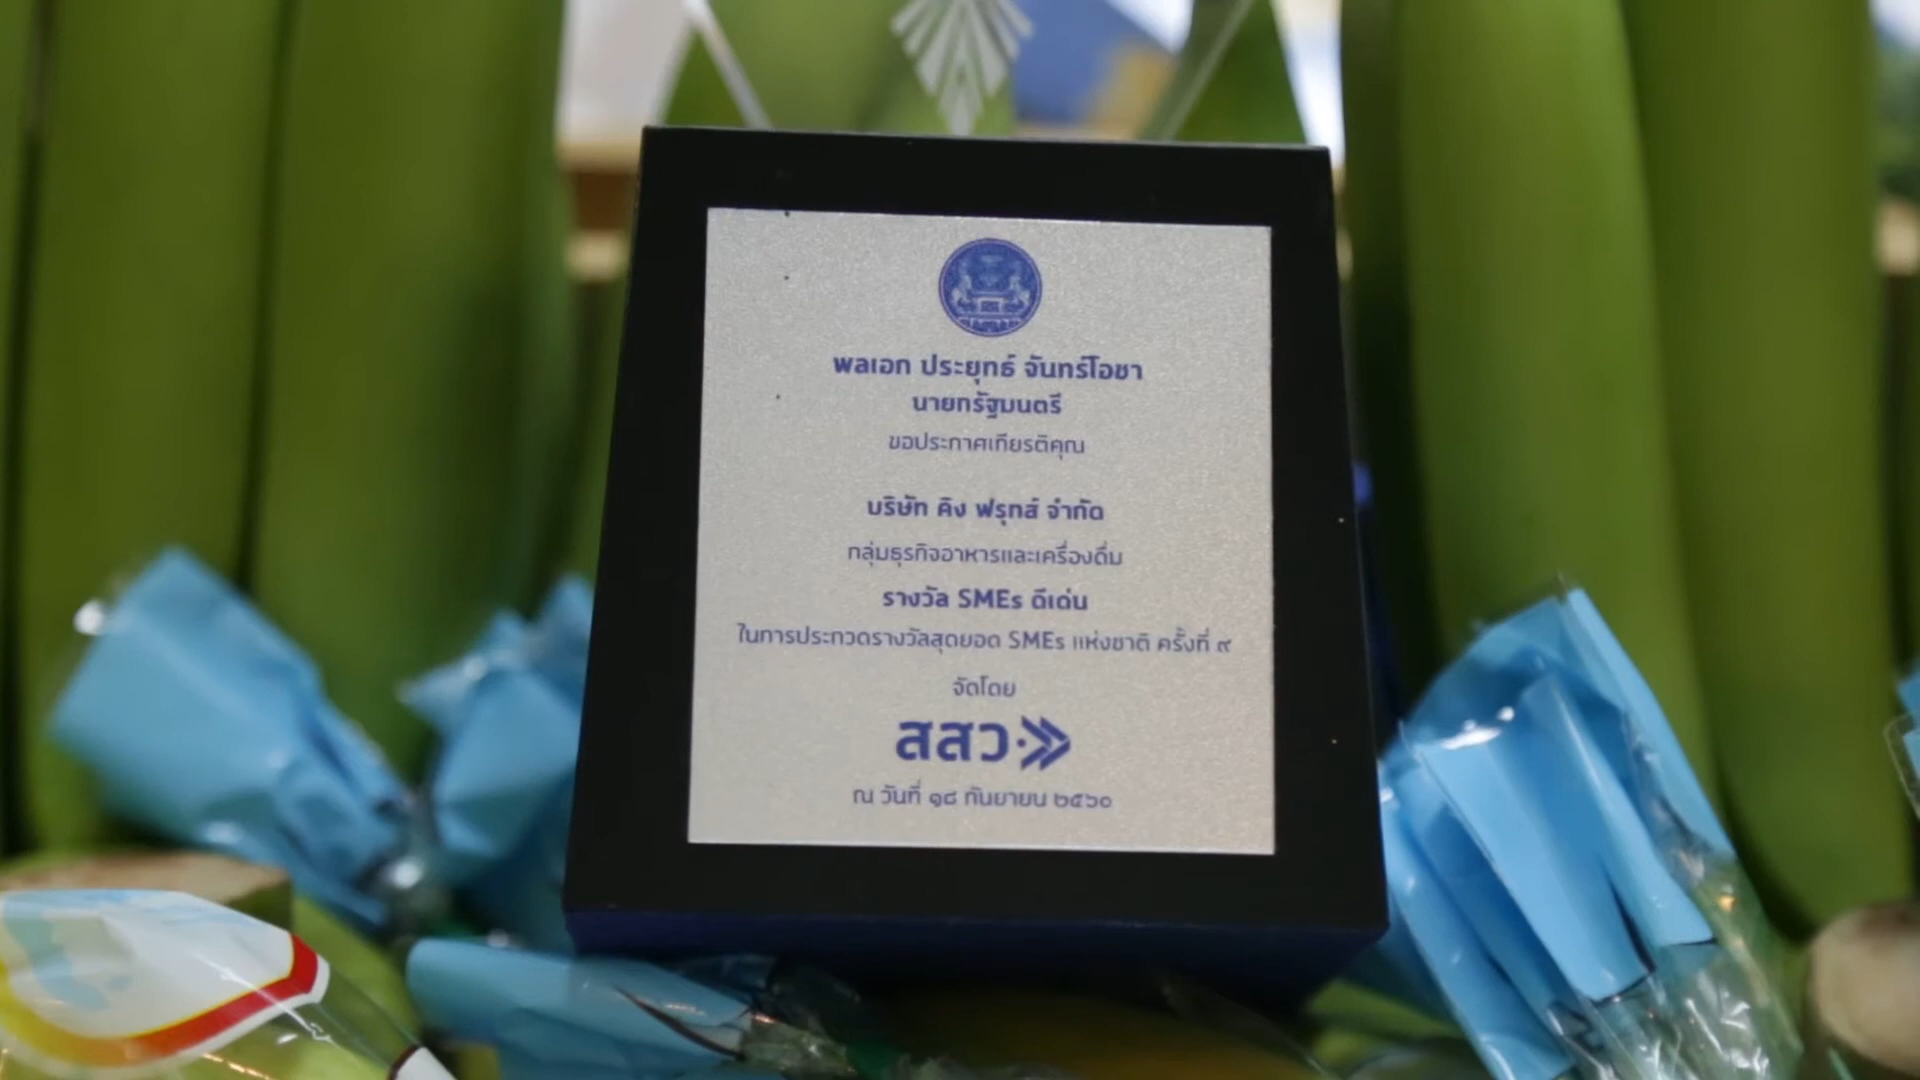 พลเอก ประยุทธ์ จันทร์โอชา
นายกรัฐมนตรี
ขอประกาศเกียรติคุณ
บริษัท คิง ฟรุทส์ จำกัด
กลุ่มธุรกิจอาหารและเครื่องดื่ม
รางวัล SMEs ดีเด่น
ในการประกวดรางวัลสุดยอด SMEs แห่งชาติ ครั้งที่ ๙
จัดโดย
สสว
ณ วันที่ ๑๘ กันยายน ๒๕๖๐